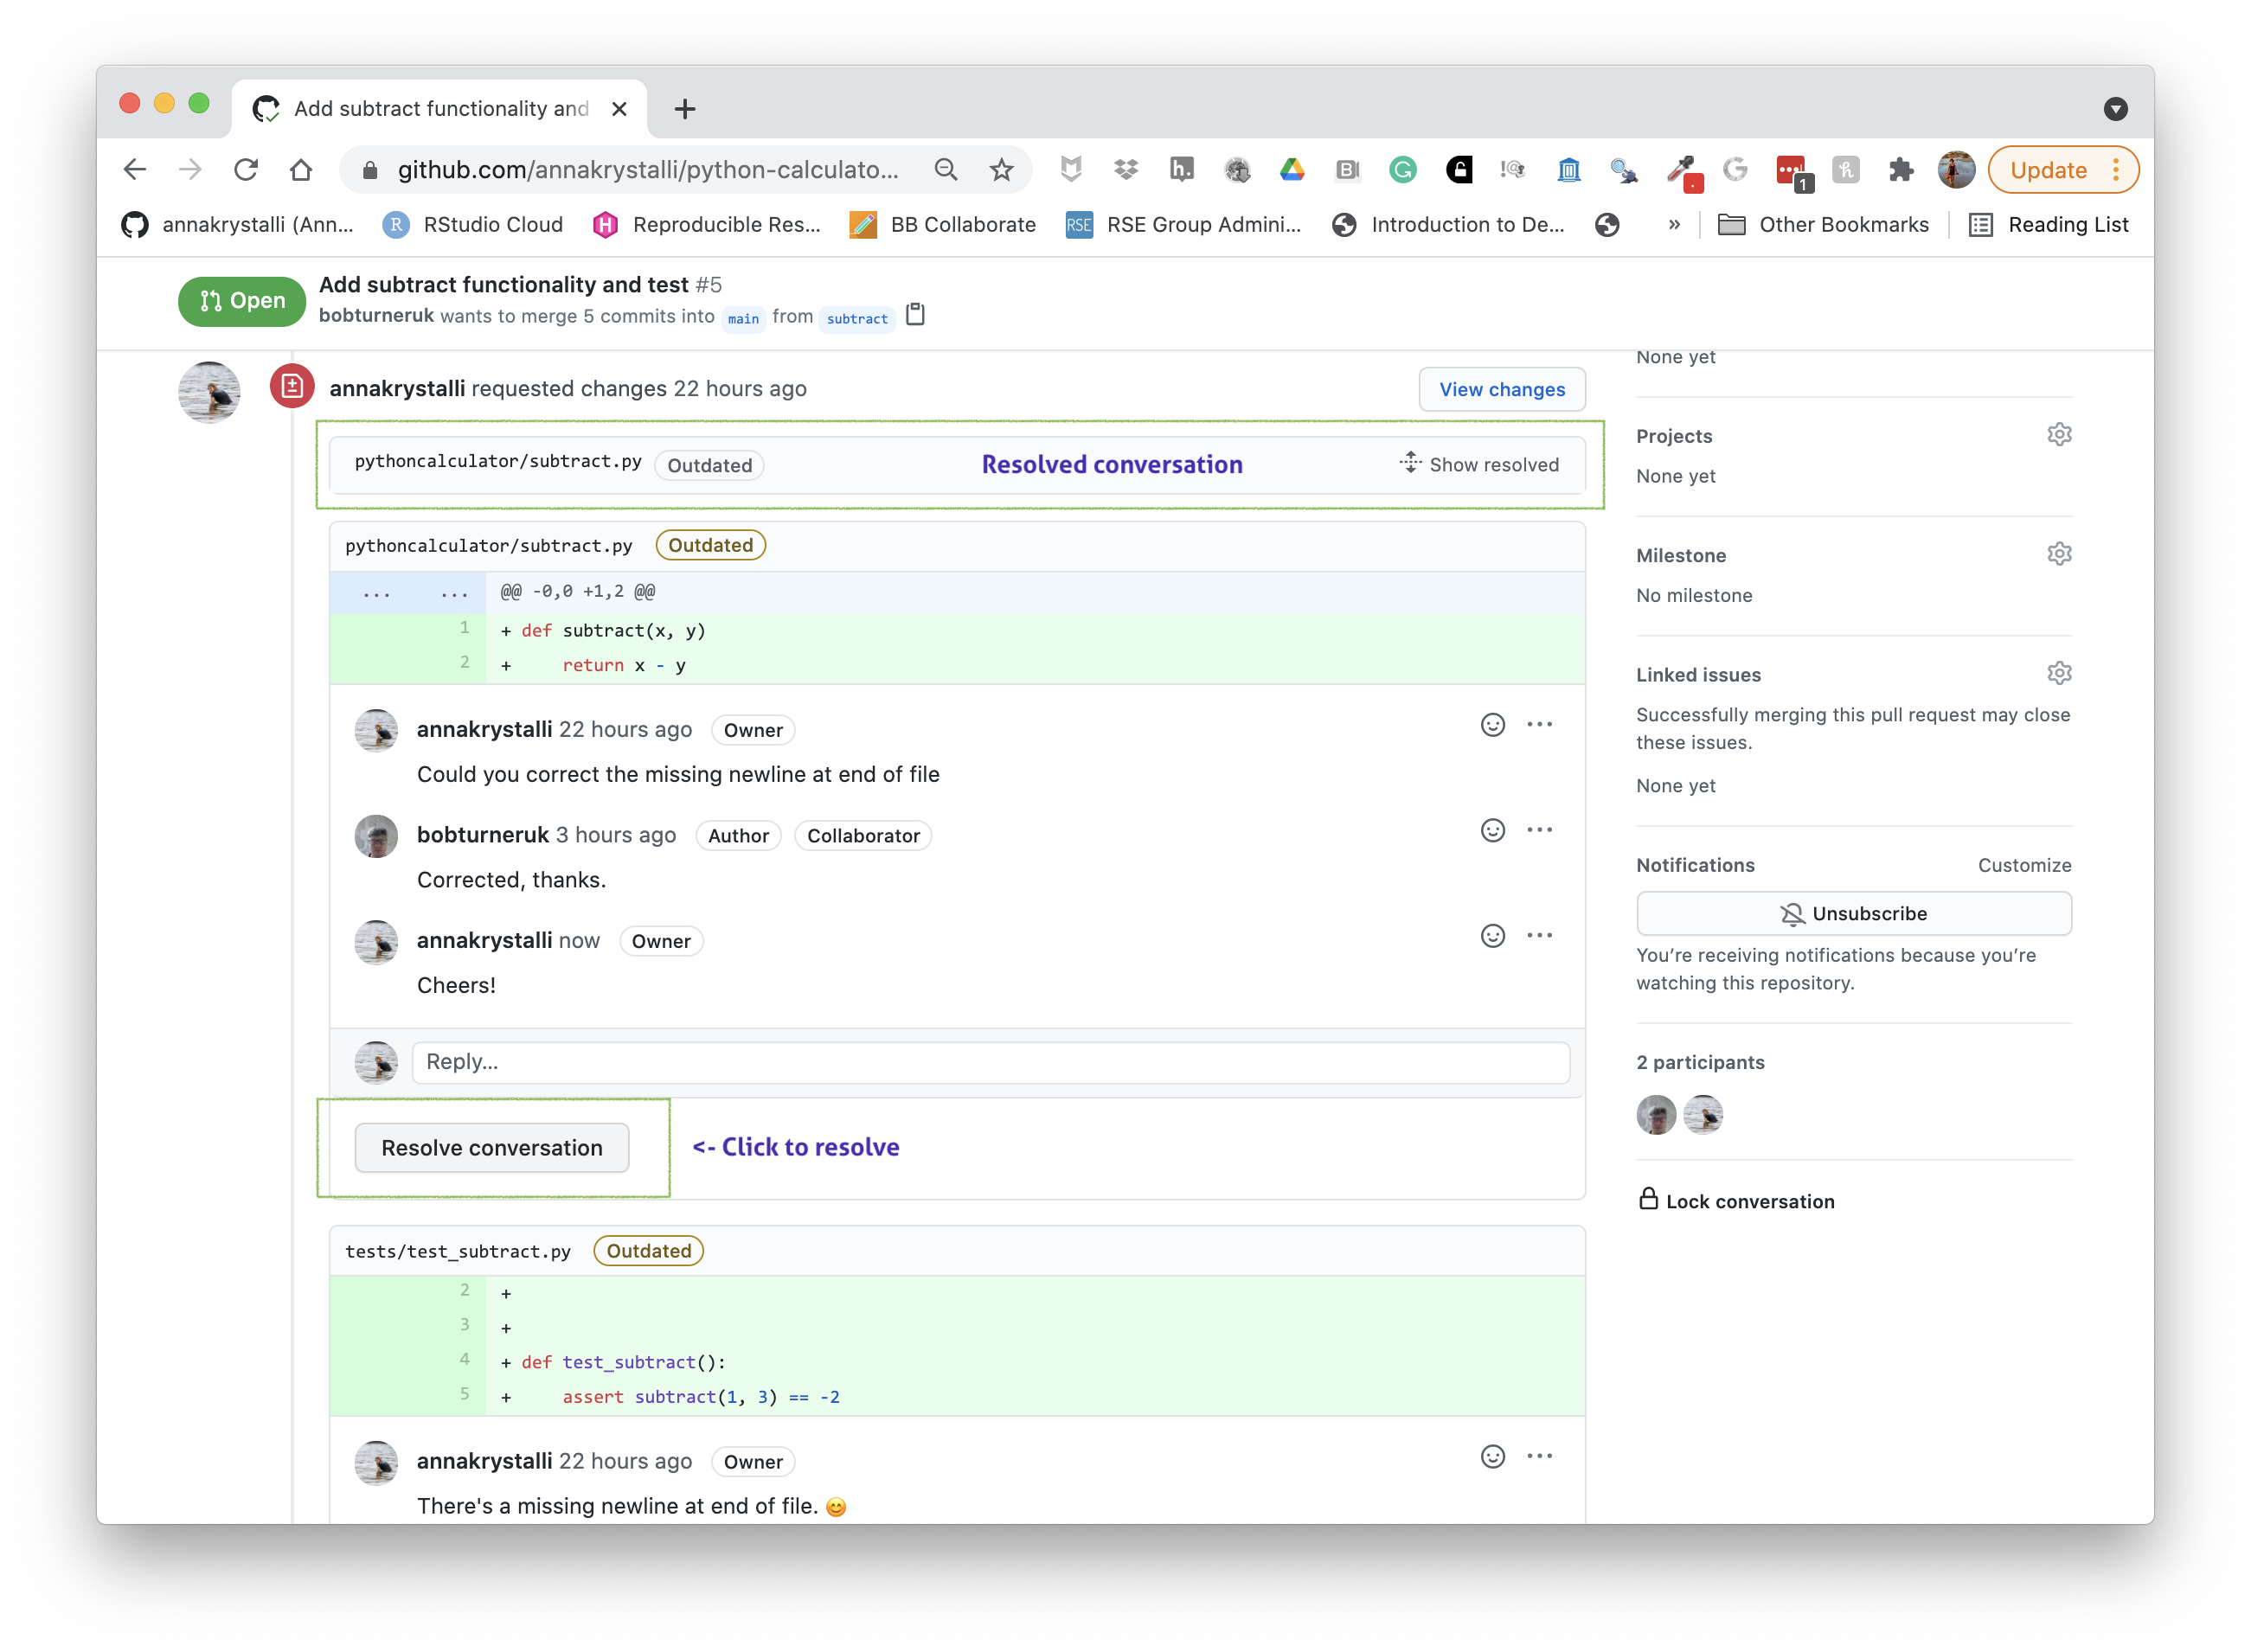 Add subtract functionality and
github.com/annakrystalli/python-calculato...
Update
1
annakrystalli (Ann...
RStudio Cloud
Reproducible Res...
BB Collaborate
RSE
RSE Group Admini...
Introduction to De...
»
Other Bookmarks
Reading List
Open
Add subtract functionality and test #5
bobturneruk wants to merge 5 commits into main from subtract
None yet
annakrystalli requested changes 22 hours ago
View changes
pythoncalculator/subtract.py Outdated
Resolved conversation
Show resolved
pythoncalculator/subtract.py Outdated
... ... @@ -0,0 +1,2 @@
1 + def subtract(x, y)
2 +     return x - y
annakrystalli 22 hours ago Owner
Could you correct the missing newline at end of file
bobturneruk 3 hours ago Author Collaborator
Corrected, thanks.
annakrystalli now Owner
Cheers!
Reply...
Resolve conversation
<- Click to resolve
tests/test_subtract.py Outdated
2 +
3 +
4 + def test_subtract():
5 +     assert subtract(1, 3) == -2
annakrystalli 22 hours ago Owner
There's a missing newline at end of file. 😊
Projects
None yet
Milestone
No milestone
Linked issues
Successfully merging this pull request may close
these issues.
None yet
Notifications
Customize
Unsubscribe
You’re receiving notifications because you’re
watching this repository.
2 participants
Lock conversation